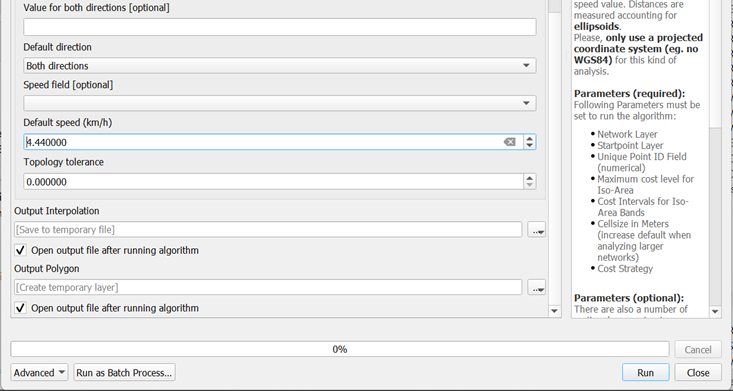 Value for both directions [optional]
Default direction
Both directions
Speed field [optional]
Default speed (km/h)
4.440000
Topology tolerance
0.000000
Output Interpolation
[Save to temporary file]
...
Open output file after running algorithm
Output Polygon
[Create temporary layer]
...
Open output file after running algorithm
speed value. Distances are
measured accounting for
ellipsoids.
Please, only use a projected
coordinate system (eg. no
WGS84) for this kind of
analysis.
Parameters (required):
Following Parameters must be
set to run the algorithm:
• Network Layer
• Startpoint Layer
• Unique Point ID Field
(numerical)
• Maximum cost level for
Iso-Area
• Cost Intervals for Iso-
Area Bands
• Cellsize in Meters
(increase default when
analyzing larger
networks)
• Cost Strategy
Parameters (optional):
There are also a number of
0%
Cancel
Advanced
Run as Batch Process...
Run
Close